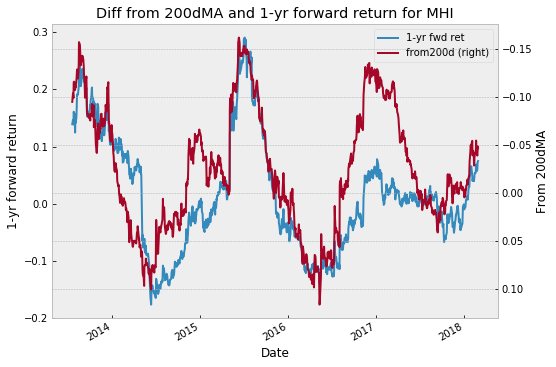 Diff from 200dMA and 1-yr forward return for MHI
1-yr fwd ret
from200d (right)
0.3
0.2
0.1
0.0
−0.1
−0.2
1-yr forward return
−0.15
−0.10
−0.05
0.00
0.05
0.10
From 200dMA
2014
2015
2016
2017
2018
Date